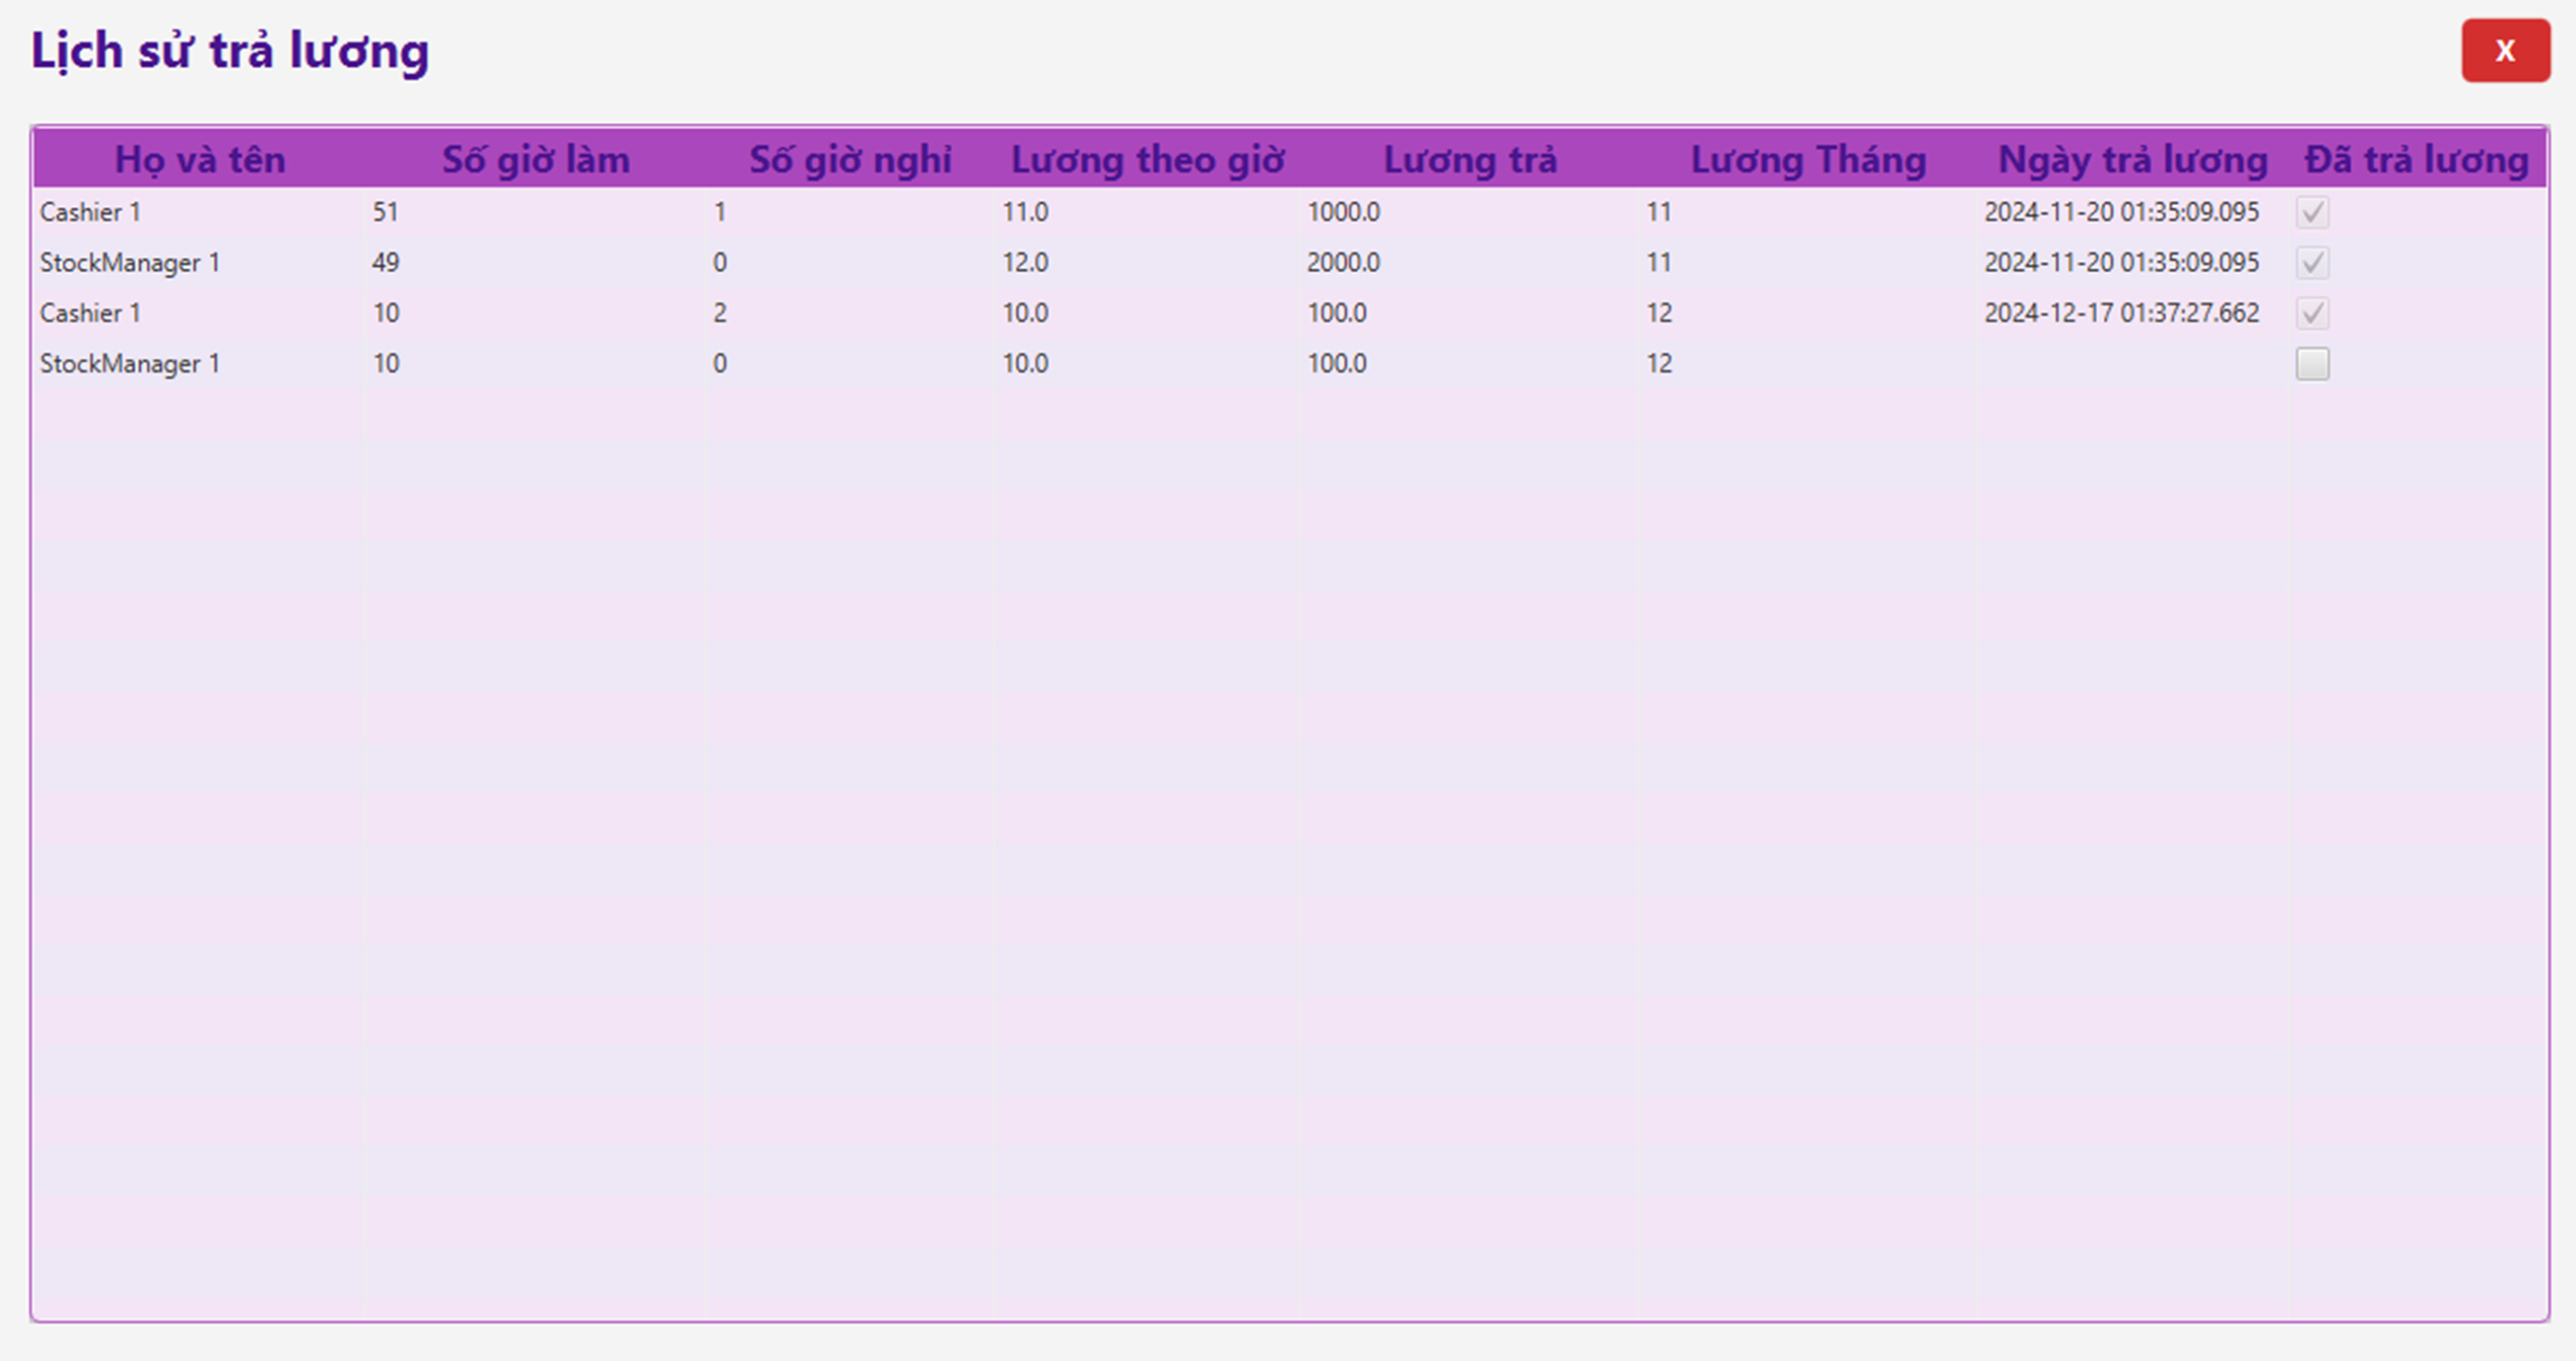 Lịch sử trả lương X
Họ và tên Số giờ làm Số giờ nghỉ Lương theo giờ Lương trả Lương Tháng Ngày trả lương Đã trả lương
Cashier 1 51 1 11.0 1000.0 11 2024-11-20 01:35:09.095
StockManager 1 49 0 12.0 2000.0 11 2024-11-20 01:35:09.095
Cashier 1 10 2 10.0 100.0 12 2024-12-17 01:37:27.662
StockManager 1 10 0 10.0 100.0 12